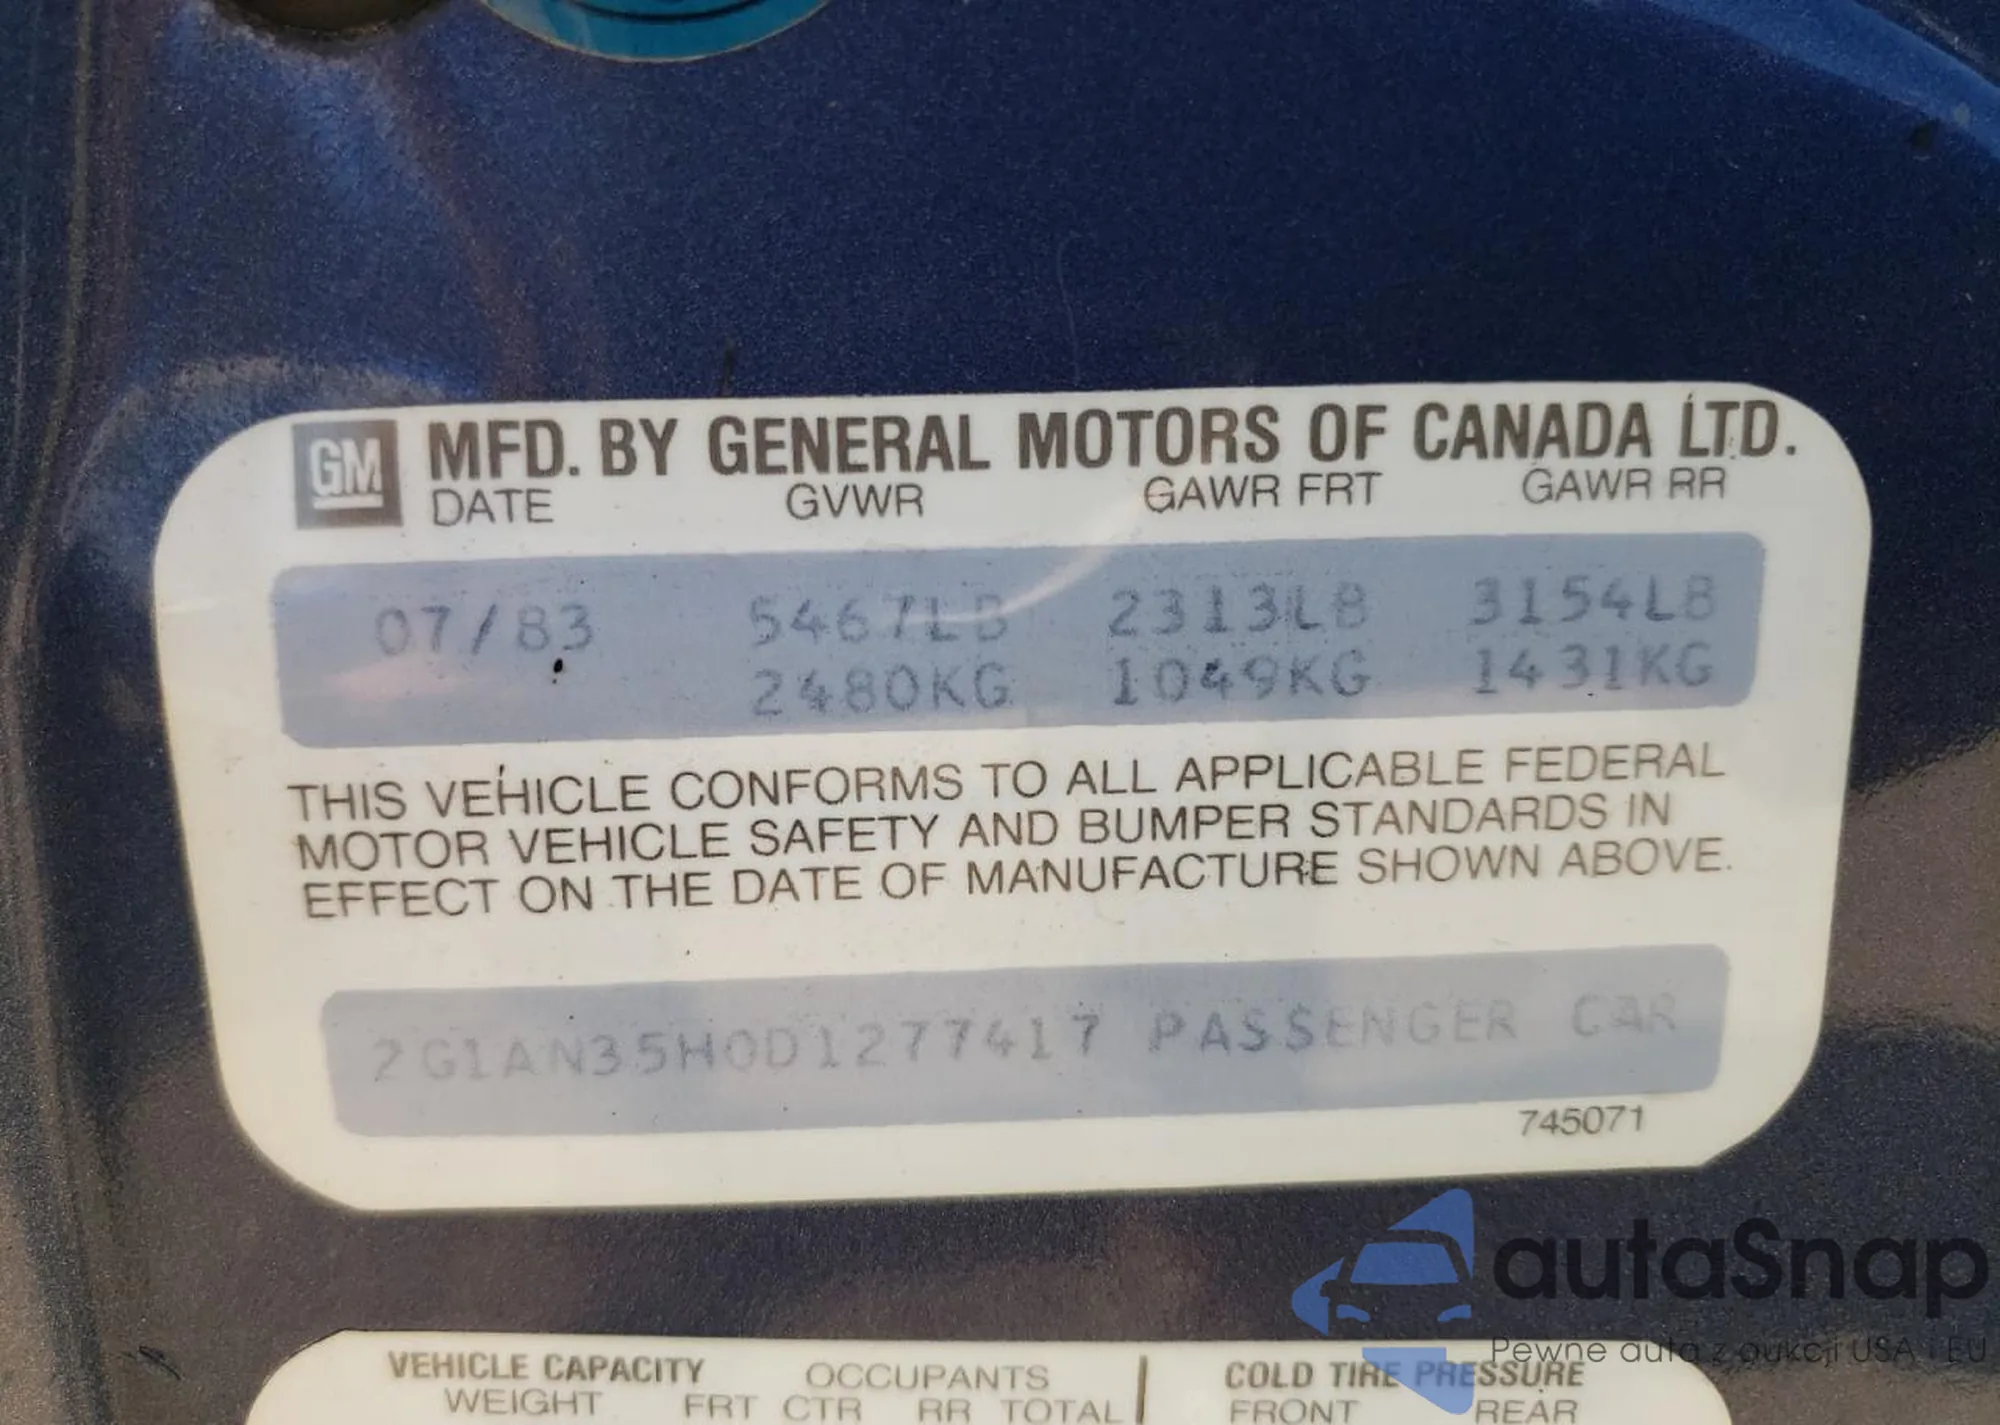 GM MFD. BY GENERAL MOTORS OF CANADA LTD.
DATE GVWR GAWR FRT GAWR RR
07/83 5467LB 2313LB 3154LB
2480KG 1049KG 1431KG
THIS VEHICLE CONFORMS TO ALL APPLICABLE FEDERAL
MOTOR VEHICLE SAFETY AND BUMPER STANDARDS IN
EFFECT ON THE DATE OF MANUFACTURE SHOWN ABOVE.
2G1AN35H0D1277417 PASSENGER CAR
745071
autaSnap
Pewne auta z aukcji USA i EU
VEHICLE CAPACITY OCCUPANTS COLD TIRE PRESSURE
WEIGHT FRT CTR RR TOTAL FRONT REAR